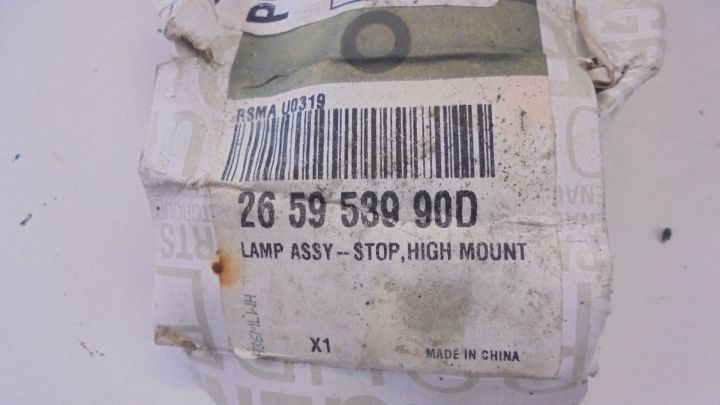 P
RSMA U0319
26 59 539 90D
LAMP ASSY-STOP,HIGH MOUNT
X1
MADE IN CHINA